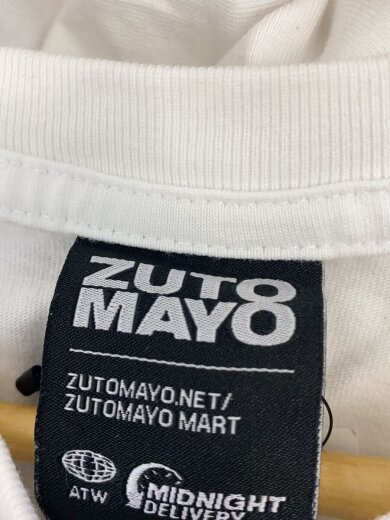 ZUTO
MAYO
ZUTOMAYO.NET/
ZUTOMAYO MART
ATW
MIDNIGHT
DELIVERY